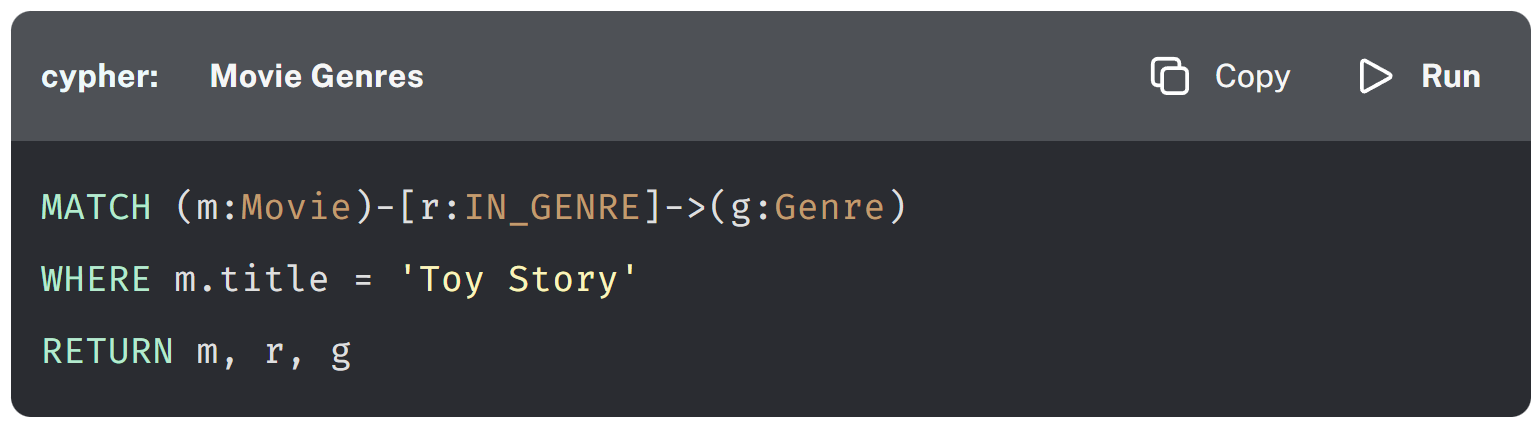 cypher: Movie Genres Copy Run
MATCH (m:Movie)-[r:IN_GENRE]->(g:Genre)
WHERE m.title = 'Toy Story'
RETURN m, r, g